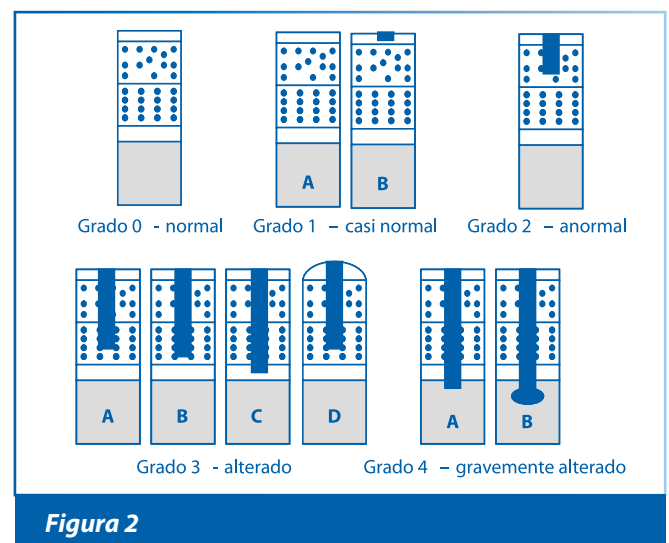 A B
Grado 0 - normal Grado 1 – casi normal Grado 2 – anormal
A B C D A B
Grado 3 - alterado Grado 4 – gravemente alterado
Figura 2